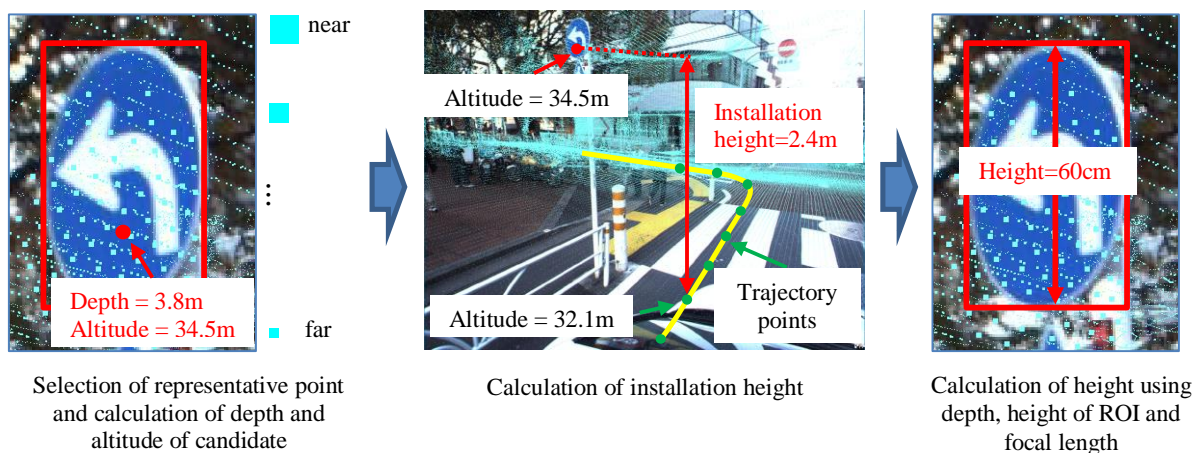 near
⋮
far
Depth = 3.8m
Altitude = 34.5m
Selection of representative point
and calculation of depth and
altitude of candidate
Altitude = 34.5m
Installation
height=2.4m
Altitude = 32.1m
Trajectory
points
Calculation of installation height
Height=60cm
Calculation of height using
depth, height of ROI and
focal length